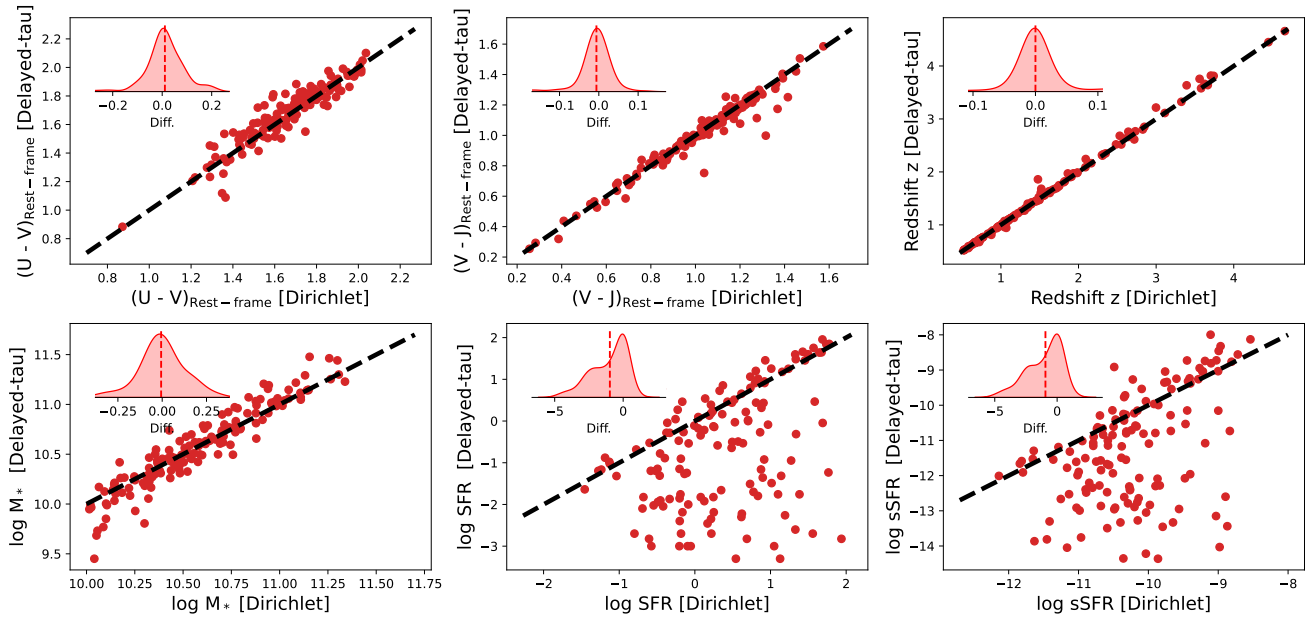 2.2
2.0
1.8
1.6
1.4
1.2
1.0
0.8
(U - V)Rest−frame [Delayed-tau]
−0.2 0.0 0.2
Diff.
0.8 1.0 1.2 1.4 1.6 1.8 2.0 2.2
(U - V)Rest−frame [Dirichlet]
1.6
1.4
1.2
1.0
0.8
0.6
0.4
0.2
(V - J)Rest−frame [Delayed-tau]
−0.1 0.0 0.1
Diff.
0.2 0.4 0.6 0.8 1.0 1.2 1.4 1.6
(V - J)Rest−frame [Dirichlet]
4
3
2
1
Redshift z [Delayed-tau]
−0.1 0.0 0.1
Diff.
1 2 3 4
Redshift z [Dirichlet]
11.5
11.0
10.5
10.0
9.5
log M* [Delayed-tau]
−0.25 0.00 0.25
Diff.
10.00 10.25 10.50 10.75 11.00 11.25 11.50 11.75
log M* [Dirichlet]
2
1
0
−1
−2
−3
log SFR [Delayed-tau]
−5 0
Diff.
−2 −1 0 1 2
log SFR [Dirichlet]
−8
−9
−10
−11
−12
−13
−14
log sSFR [Delayed-tau]
−5 0
Diff.
−12 −11 −10 −9 −8
log sSFR [Dirichlet]